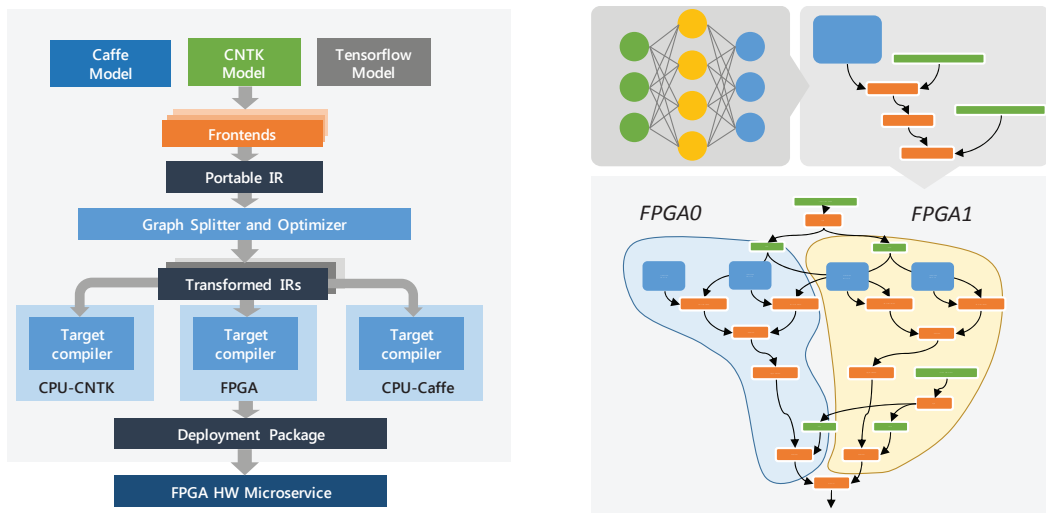 Caffe
Model
CNTK
Model
Tensorflow
Model
Frontends
Portable IR
Graph Splitter and Optimizer
Transformed IRs
Target
compiler
CPU-CNTK
Target
compiler
FPGA
Target
compiler
CPU-Caffe
Deployment Package
FPGA HW Microservice
FPGA0
FPGA1